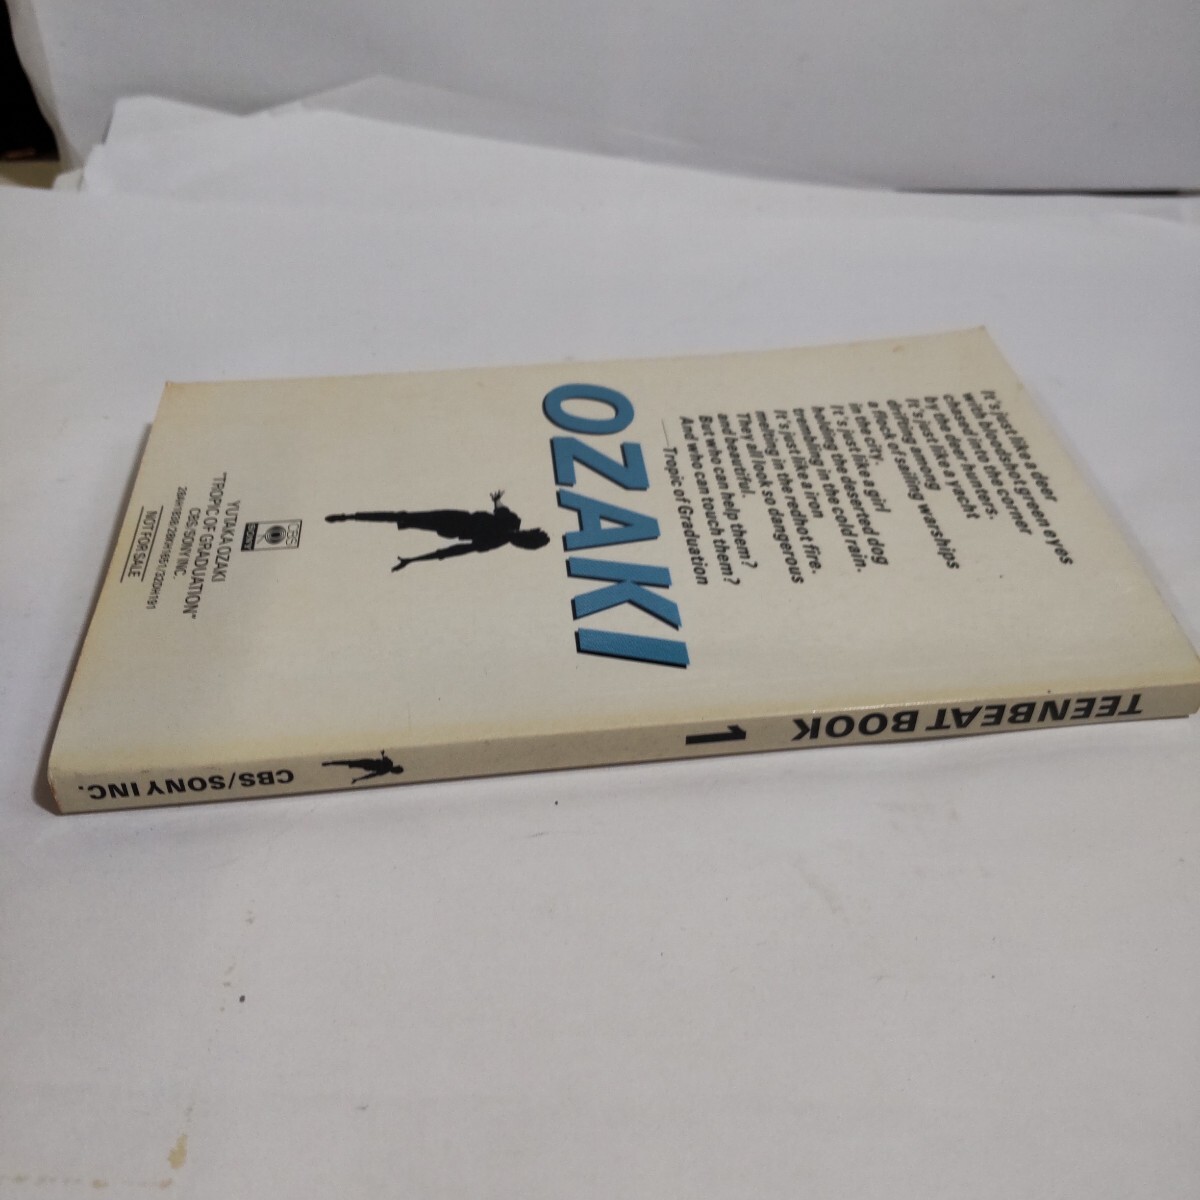 It's just like a deer
with bloodshot green eyes
chased into the corner
by the deer hunters.
It's just like a yacht
drifting among
a flock of sailing warships
in the city.
It's just like a girl
holding the deserted dog
trembling in the cold rain.
It's just like a iron
melting in the redhot fire.
They all look so dangerous
and beautiful.
But who can help them?
And who can touch them?
——Tropic of Graduation
OZAKI
CBS
SONY
YUTAKA OZAKI
"TROPIC OF GRADUATION"
CBS/SONY INC.
NOT FOR SALE
TEENBEAT BOOK 1
CBS/SONY INC.